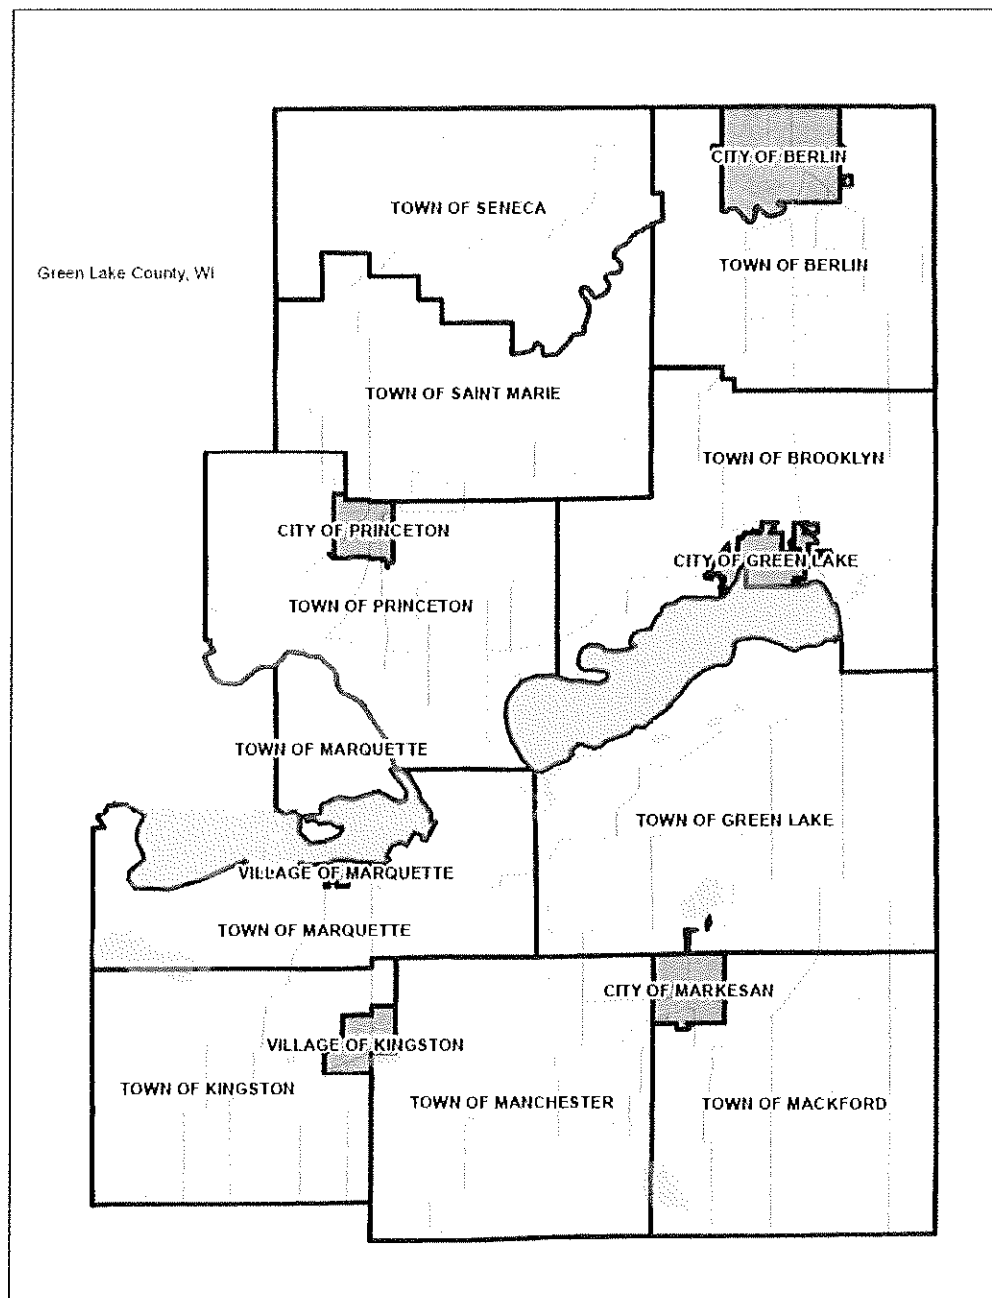 CITY OF BERLIN
TOWN OF SENECA
TOWN OF BERLIN
Green Lake County, WI
TOWN OF SAINT MARIE
TOWN OF BROOKLYN
CITY OF PRINCETON
CITY OF GREEN LAKE
TOWN OF PRINCETON
TOWN OF MARQUETTE
TOWN OF GREEN LAKE
VILLAGE OF MARQUETTE
TOWN OF MARQUETTE
CITY OF MARKESAN
VILLAGE OF KINGSTON
TOWN OF KINGSTON
TOWN OF MANCHESTER
TOWN OF MACKFORD